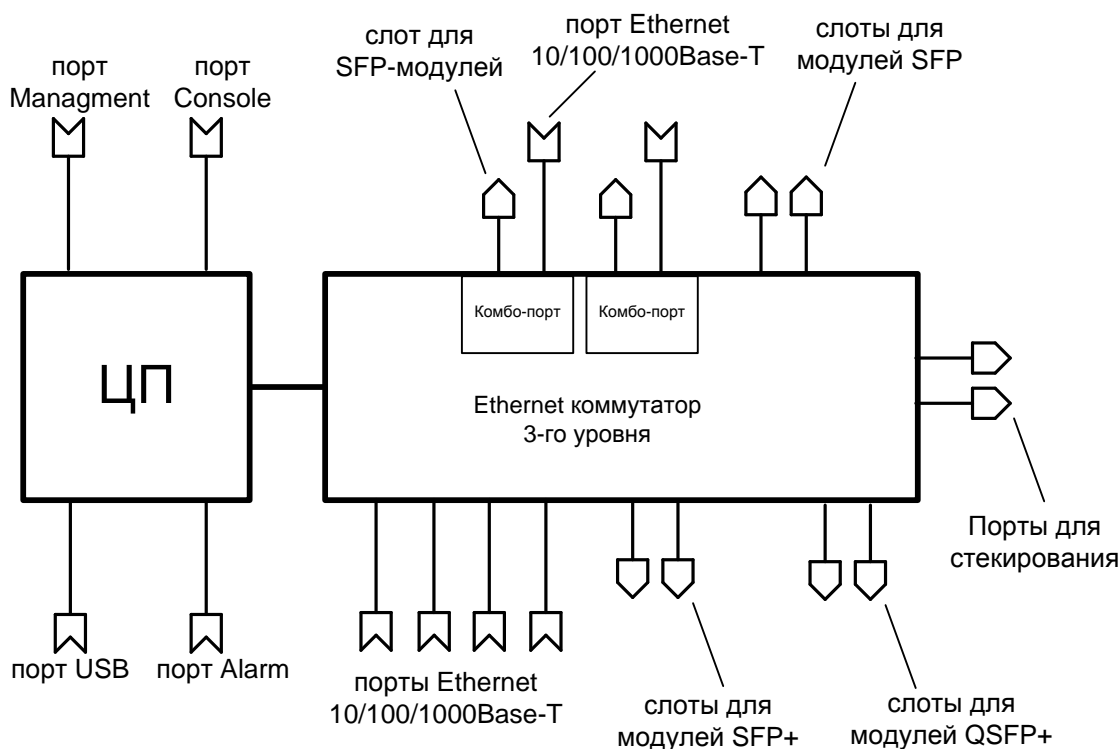 порт
Managment
порт
Console
слот для
SFP-модулей
порт Ethernet
10/100/1000Base-T
слоты для
модулей SFP
Комбо-порт
Комбо-порт
ЦП
Ethernet коммутатор
3-го уровня
Порты для
стекирования
порт USB
порт Alarm
порты Ethernet
10/100/1000Base-T
слоты для
модулей SFP+
слоты для
модулей QSFP+